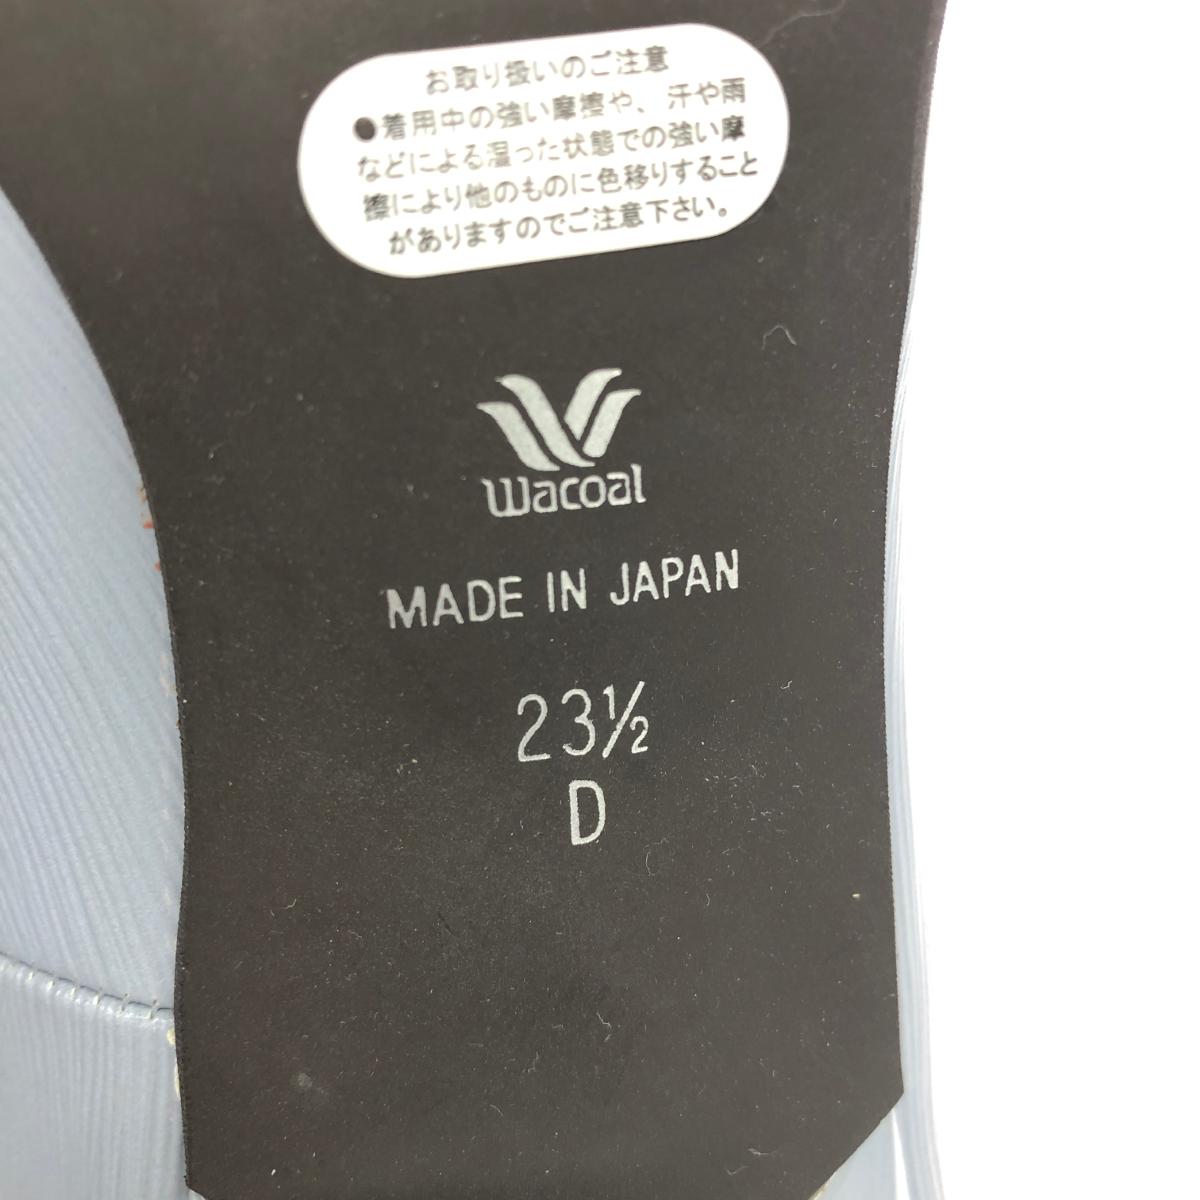 お取り扱いのご注意
●着用中の強い摩擦や、汗や雨
などによる湿った状態での強い摩
擦により他のものに色移りすること
がありますのでご注意下さい。
Wacoal
MADE IN JAPAN
23½
D